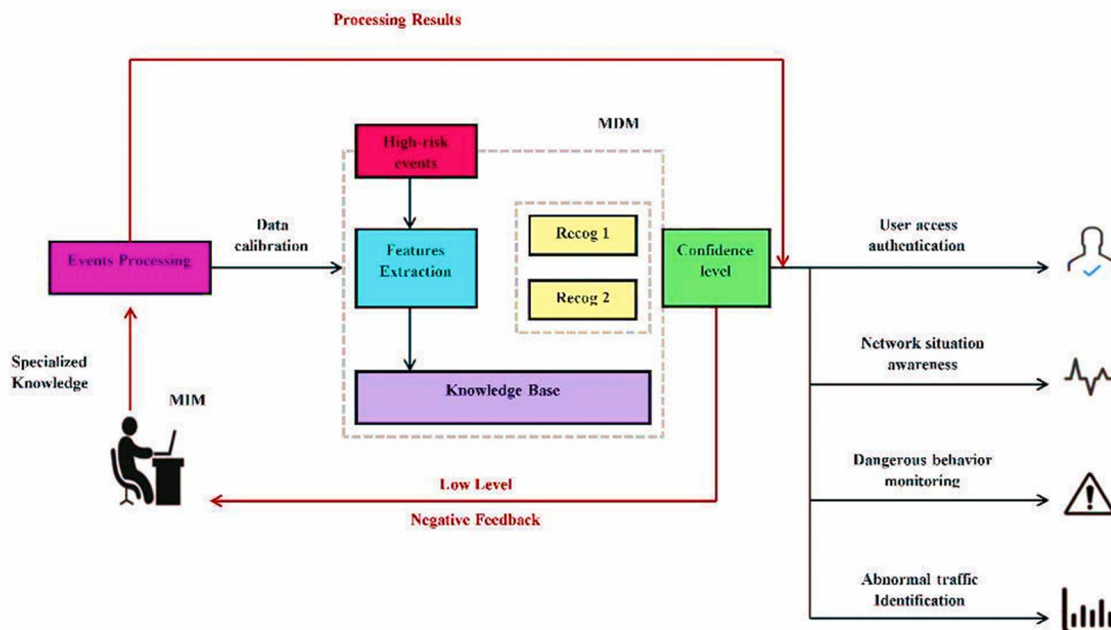 Processing Results
MDM
High-risk
events
Data
calibration
User access
authentication
Events Processing
Features
Extraction
Recog 1
Confidence
level
Recog 2
Specialized
Knowledge
MIM
Network situation
awareness
Knowledge Base
Low Level
Negative Feedback
Dangerous behavior
monitoring
Abnormal traffic
Identification